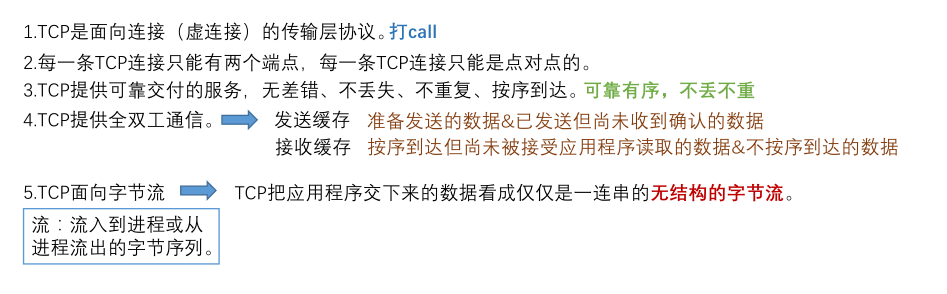 1.TCP是面向连接（虚连接）的传输层协议。打call
2.每一条TCP连接只能有两个端点，每一条TCP连接只能是点对点的。
3.TCP提供可靠交付的服务，无差错、不丢失、不重复、按序到达。可靠有序，不丢不重
4.TCP提供全双工通信。 发送缓存 准备发送的数据&已发送但尚未收到确认的数据
接收缓存 按序到达但尚未被接受应用程序读取的数据&不按序到达的数据
5.TCP面向字节流 TCP把应用程序交下来的数据看成仅仅是一连串的无结构的字节流。
流：流入到进程或从
进程流出的字节序列。